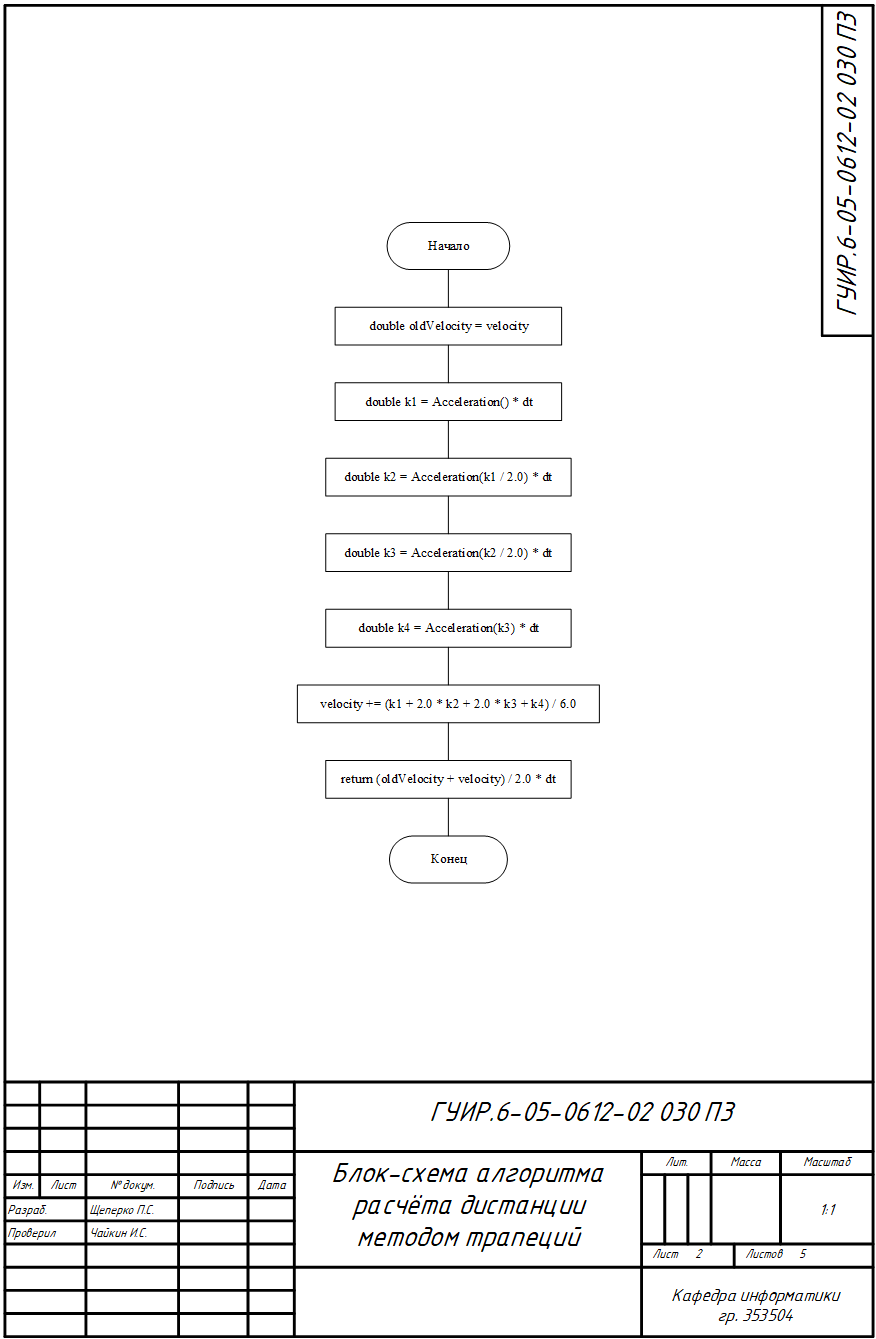 ГУИР.6-05-0612-02 030 ПЗ
Начало
double oldVelocity = velocity
double k1 = Acceleration() * dt
double k2 = Acceleration(k1 / 2.0) * dt
double k3 = Acceleration(k2 / 2.0) * dt
double k4 = Acceleration(k3) * dt
velocity += (k1 + 2.0 * k2 + 2.0 * k3 + k4) / 6.0
return (oldVelocity + velocity) / 2.0 * dt
Конец
ГУИР.6-05-0612-02 030 ПЗ
Изм. Лист № докум. Подпись Дата
Разраб. Щеперко П.С.
Проверил Чайкин И.С.
Блок-схема алгоритма
расчёта дистанции
методом трапеций
Лит. Масса Масштаб
1:1
Лист 2 Листов 5
Кафедра информатики
гр. 353504